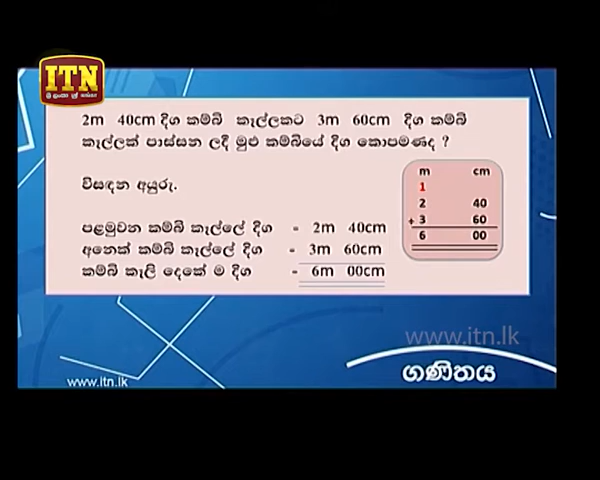 ITN
2m 40cm දිග කම්බි කැල්ලකට 3m 60cm දිග කම්බි
කැල්ලක් පාස්සන ලදී මුළු කම්බියේ දිග කොපමණද ?
විසඳන අයුරු.
පළමුවන කම්බි කැල්ලේ දිග = 2m 40cm
අනෙක් කම්බි කැල්ලේ දිග = 3m 60cm
කම්බි කැලි දෙකේ ම දිග = 6m 00cm
m cm
1
2 40
+ 3 60
6 00
www.itn.lk
www.itn.lk
ගණිතය